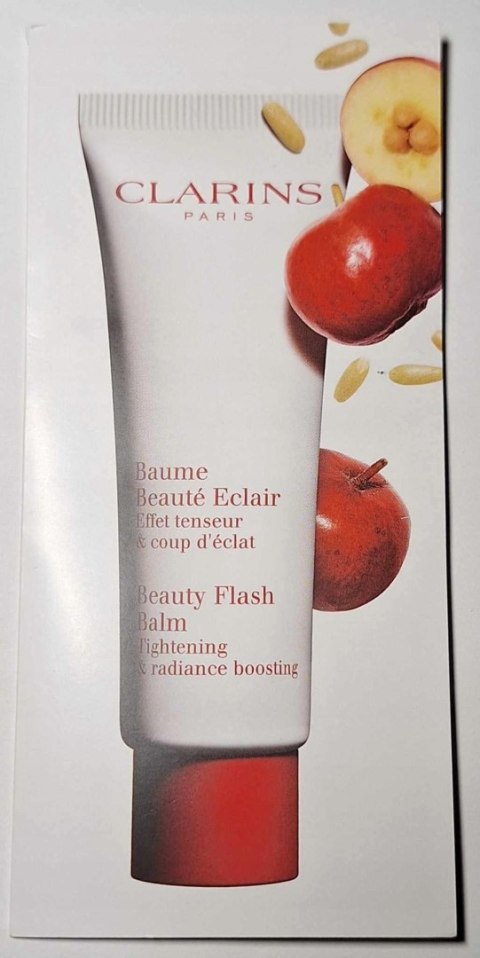 CLARINS
PARIS
Baume
Beauté Eclair
Effet tenseur
& coup d'éclat
Beauty Flash
Balm
Tightening
& radiance boosting